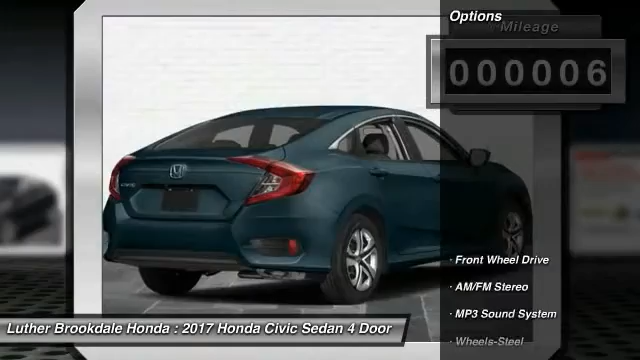 Options
Mileage
000006
CIVIC
· Front Wheel Drive
· AM/FM Stereo
· MP3 Sound System
· Wheels-Steel
Luther Brookdale Honda : 2017 Honda Civic Sedan 4 Door